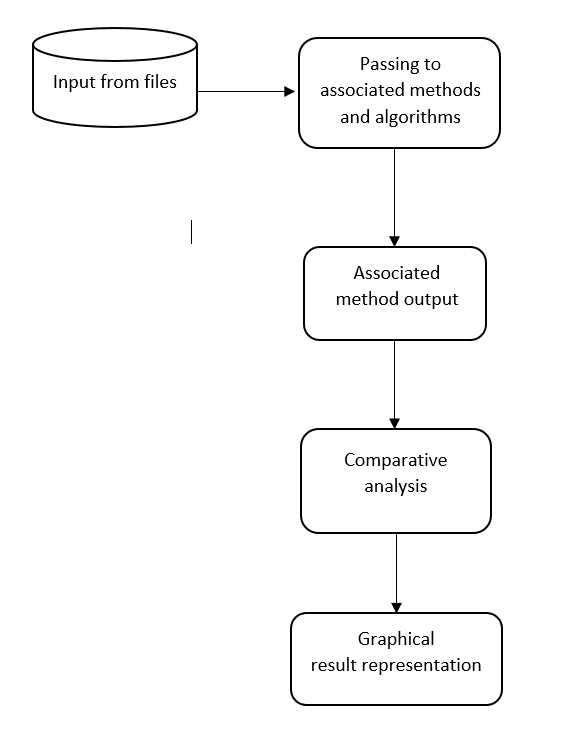 Input from files
Passing to
associated methods
and algorithms
Associated
method output
Comparative
analysis
Graphical
result representation